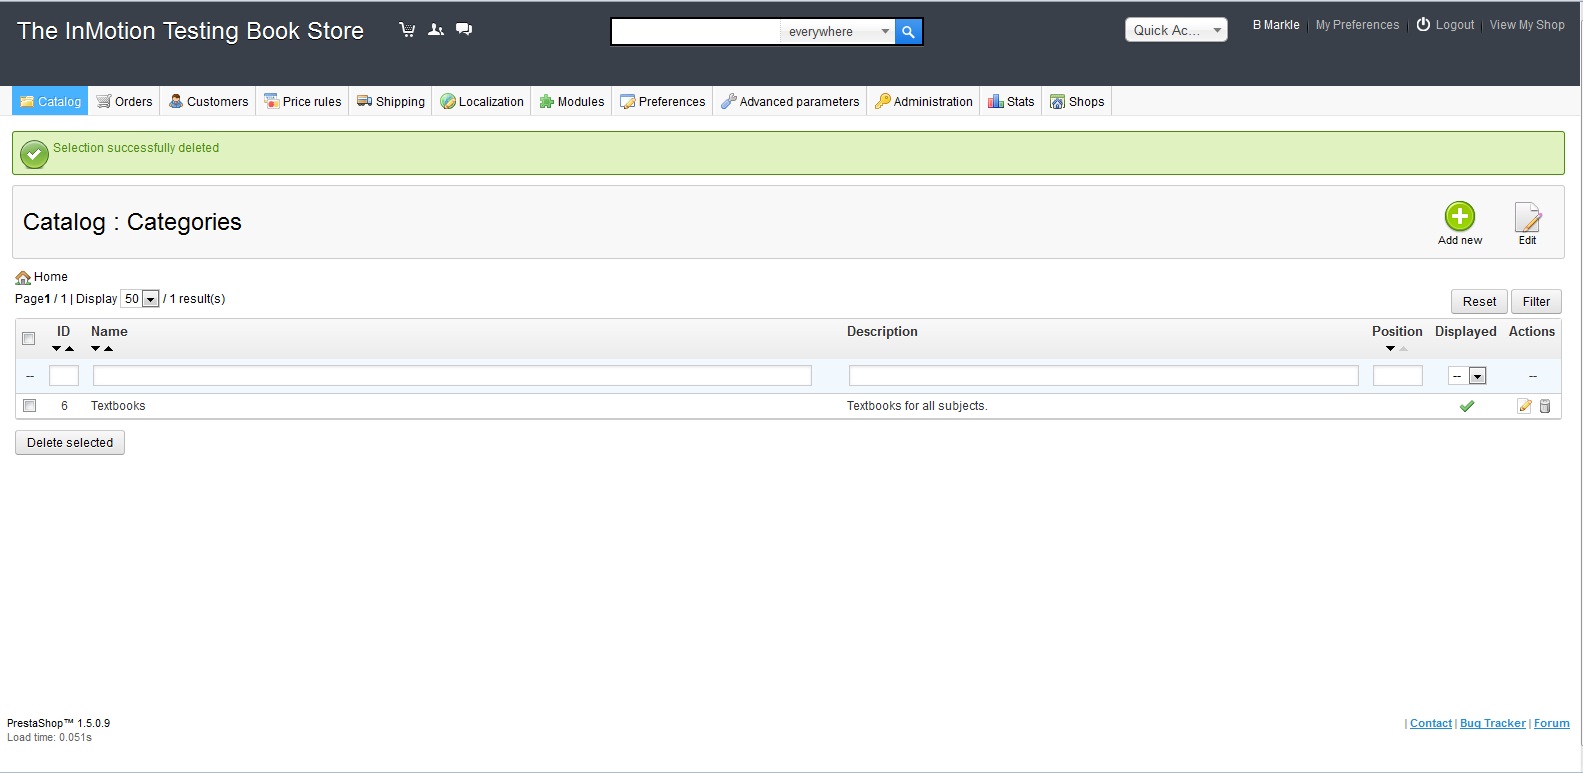 The InMotion Testing Book Store everywhere Quick Ac... B Markle My Preferences Logout View My Shop
Catalog Orders Customers Price rules Shipping Localization Modules Preferences Advanced parameters Administration Stats Shops
Selection successfully deleted
Catalog : Categories
Add new Edit
Home
Page1 / 1 | Display 50 / 1 result(s)
Reset Filter
ID Name Description Position Displayed Actions
-- -- --
6 Textbooks Textbooks for all subjects.
Delete selected
PrestaShop™ 1.5.0.9
Load time: 0.051s
| Contact | Bug Tracker | Forum